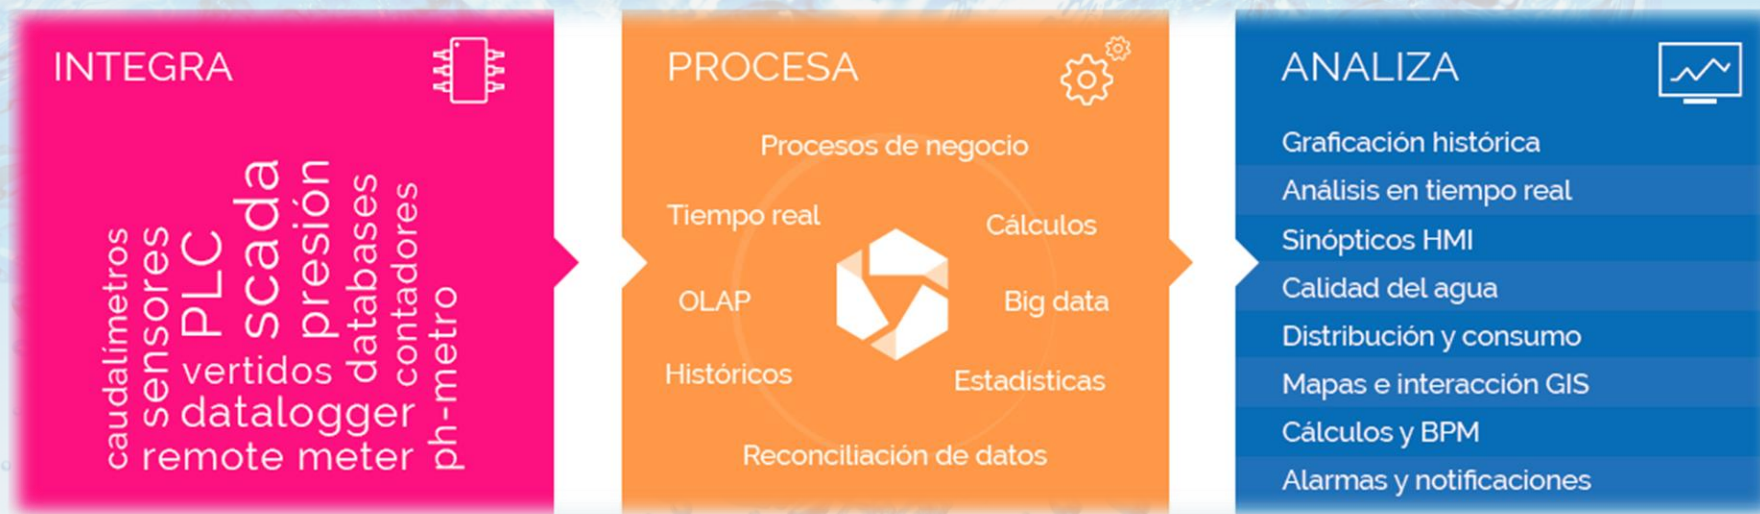 INTEGRA
caudalímetros
sensores
PLC
scada
presión
databases
contadores
ph-metro
vertidos
datalogger
remote meter
PROCESA
Procesos de negocio
Tiempo real
Cálculos
OLAP
Big data
Históricos
Estadísticas
Reconciliación de datos
ANALIZA
Graficación histórica
Análisis en tiempo real
Sinópticos HMI
Calidad del agua
Distribución y consumo
Mapas e interacción GIS
Cálculos y BPM
Alarmas y notificaciones